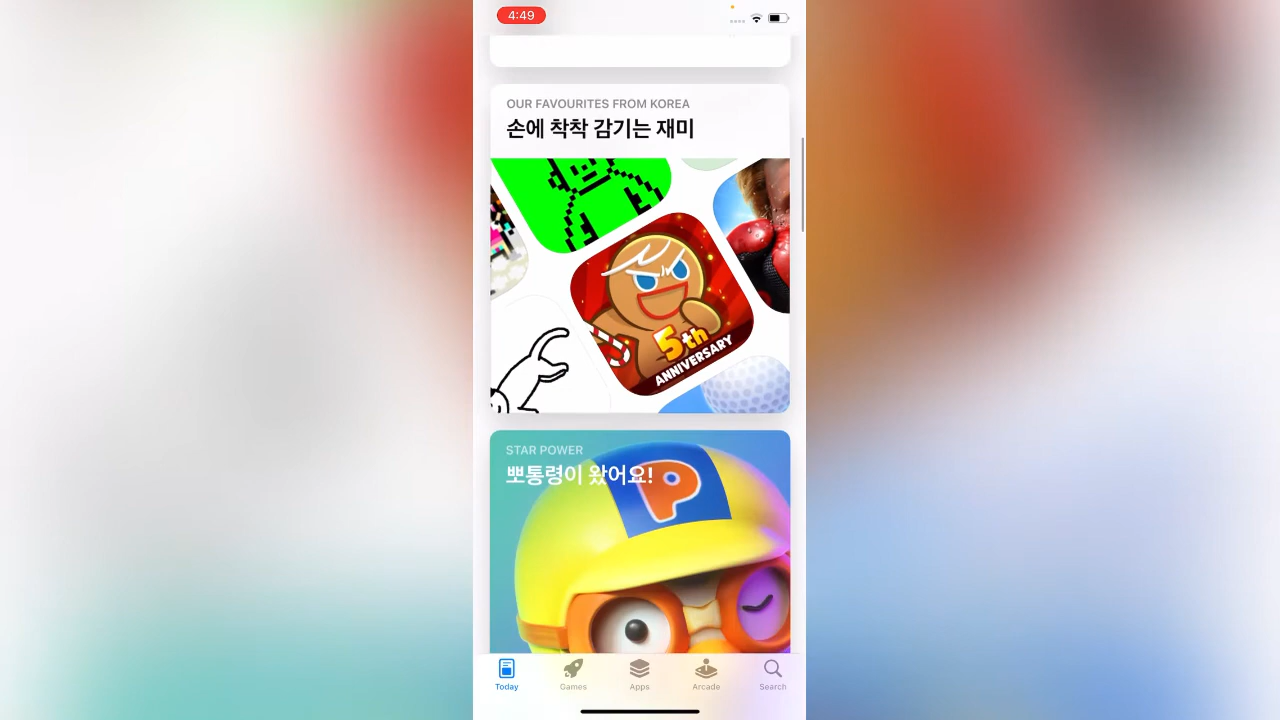 4:49
OUR FAVOURITES FROM KOREA
손에 착착 감기는 재미
5th
ANNIVERSARY
STAR POWER
뽀통령이 왔어요!
P
Today
Games
Apps
Arcade
Search